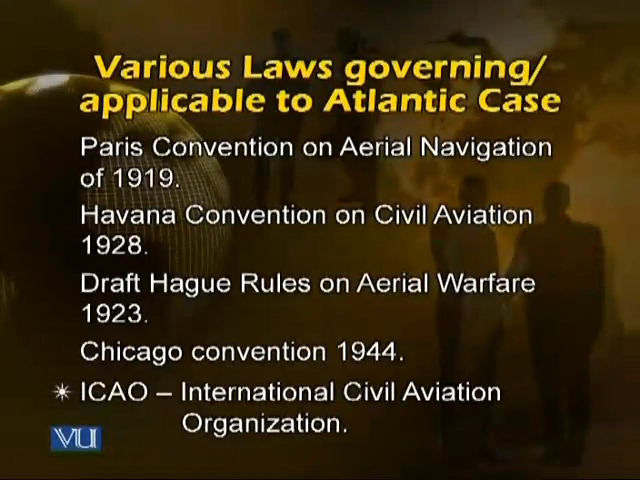 Various Laws governing/
applicable to Atlantic Case
Paris Convention on Aerial Navigation
of 1919.
Havana Convention on Civil Aviation
1928.
Draft Hague Rules on Aerial Warfare
1923.
Chicago convention 1944.
✴ ICAO – International Civil Aviation
Organization.
VU